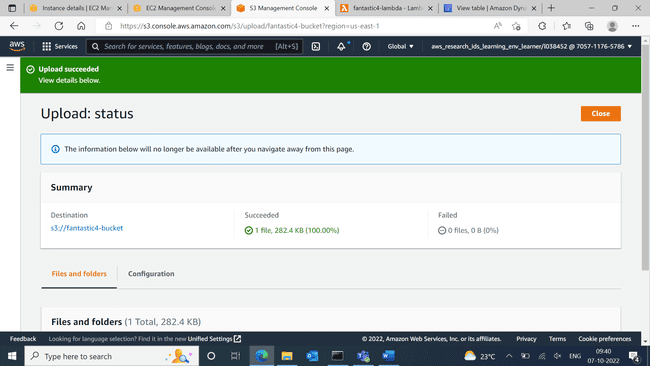 Instance details | EC2 M
EC2 Management Conso
S3 Management Console
fantastic4-lambda - Lamb
View table | Amazon Dyn
https://s3.console.aws.amazon.com/s3/upload/fantastic4-bucket?region=us-east-1
aws
Services
Search for services, features, blogs, docs, and more
[Alt+S]
Global
aws_research_ids_learning_env_learner/I038452 @ 7057-1176-5786
Upload succeeded
View details below.
Upload: status
Close
The information below will no longer be available after you navigate away from this page.
Summary
Destination
Succeeded
Failed
s3://fantastic4-bucket
1 file, 282.4 KB (100.00%)
0 files, 0 B (0%)
Files and folders
Configuration
Files and folders (1 Total, 282.4 KB)
Feedback
Looking for language selection? Find it in the new Unified Settings
© 2022, Amazon Web Services, Inc. or its affiliates.
Privacy
Terms
Cookie preferences
Type here to search
23°C
ENG
09:40
07-10-2022